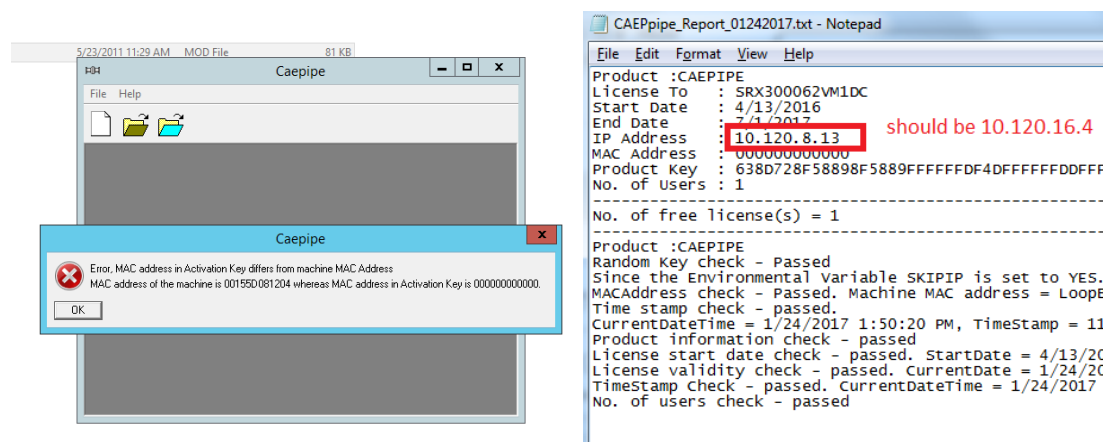 5/23/2011 11:29 AM MOD File 81 KB
Caepipe
File Help
Caepipe
Error, MAC address in Activation Key differs from machine MAC Address
MAC address of the machine is 00155D081204 whereas MAC address in Activation Key is 000000000000.
OK
CAEPpipe_Report_01242017.txt - Notepad
File Edit Format View Help
Product :CAEPIPE
License To : SRX300062VM1DC
Start Date : 4/13/2016
End Date : 7/1/2017
IP Address : 10.120.8.13
should be 10.120.16.4
MAC Address : 000000000000
Product Key : 638D728F58898F5889FFFFFFDF4DFFFFFFDDFFF
No. of Users : 1
No. of free license(s) = 1
Product :CAEPIPE
Random Key check - Passed
Since the Environmental Variable SKIPIP is set to YES.
MACAddress check - Passed. Machine MAC address = Loop
Time stamp check - passed.
CurrentDateTime = 1/24/2017 1:50:20 PM, TimeStamp = 11
Product information check - passed
License start date check - passed. StartDate = 4/13/20
License validity check - passed. CurrentDate = 1/24/20
TimeStamp Check - passed. CurrentDateTime = 1/24/2017
No. of users check - passed